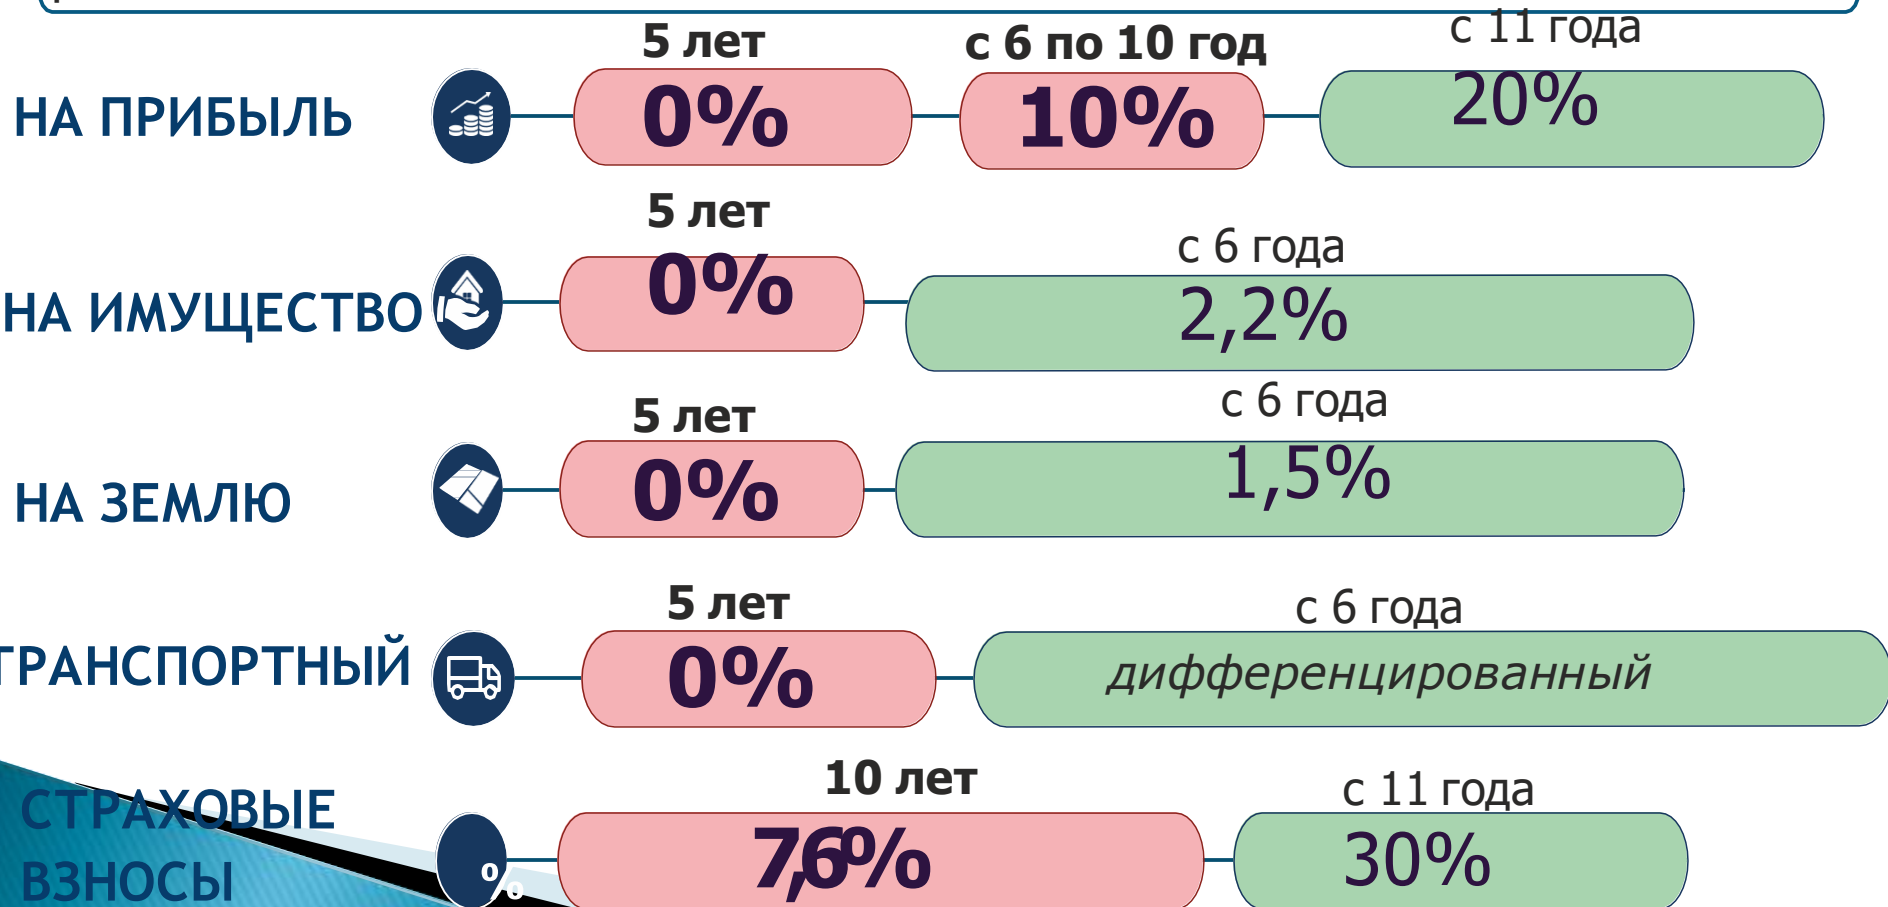 5 лет
с 6 по 10 год
с 11 года
НА ПРИБЫЛЬ
0%
10%
20%
5 лет
с 6 года
НА ИМУЩЕСТВО
0%
2,2%
5 лет
с 6 года
НА ЗЕМЛЮ
0%
1,5%
5 лет
с 6 года
ТРАНСПОРТНЫЙ
0%
дифференцированный
10 лет
с 11 года
СТРАХОВЫЕ
ВЗНОСЫ
%
7,6%
30%